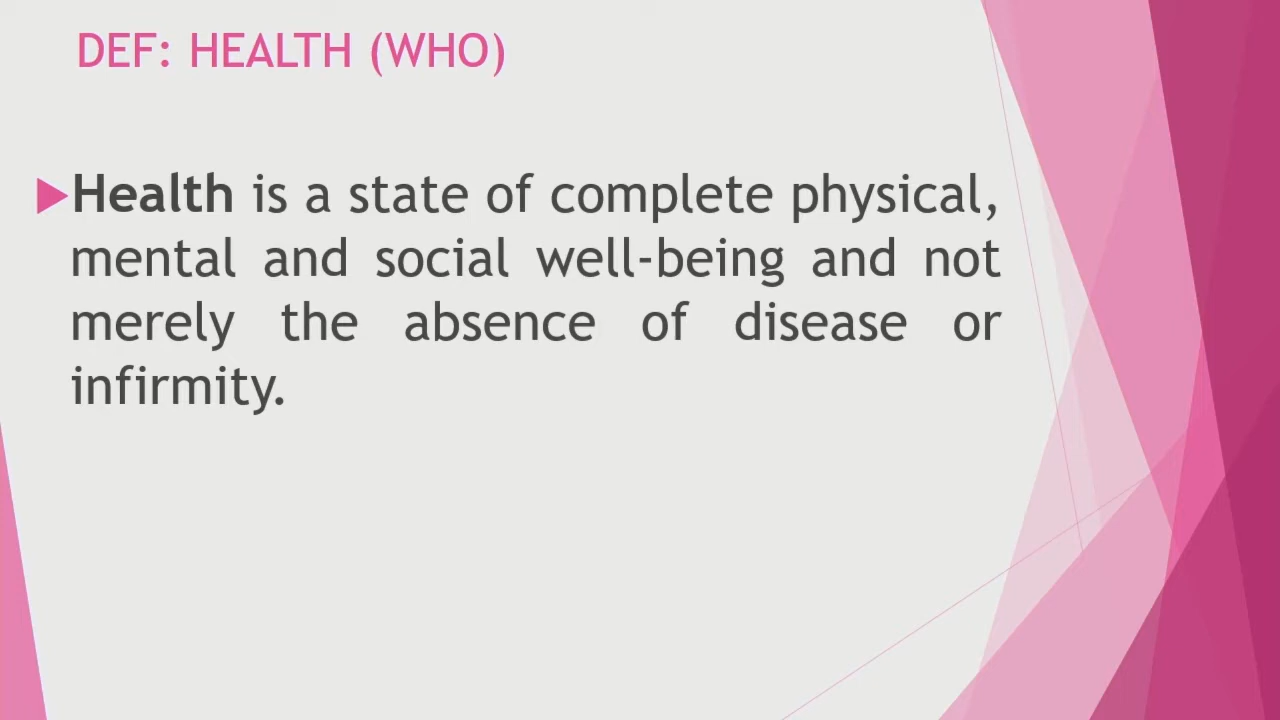 DEF: HEALTH (WHO)
Health is a state of complete physical,
mental and social well-being and not
merely the absence of disease or
infirmity.